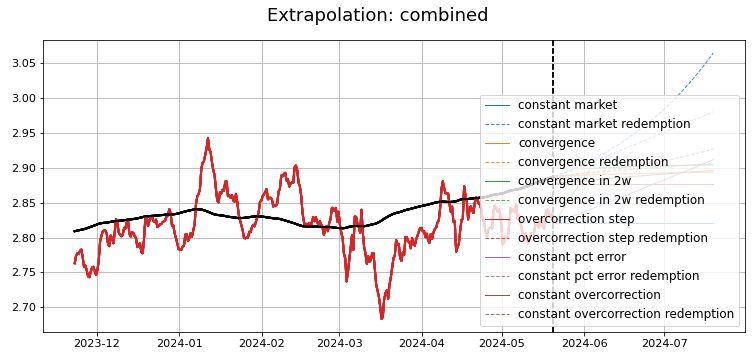 Extrapolation: combined
3.05
3.00
2.95
2.90
2.85
2.80
2.75
2.70
constant market
constant market redemption
convergence
convergence redemption
convergence in 2w
convergence in 2w redemption
overcorrection step
overcorrection step redemption
constant pct error
constant pct error redemption
constant overcorrection
constant overcorrection redemption
2023-12 2024-01 2024-02 2024-03 2024-04 2024-05 2024-06 2024-07